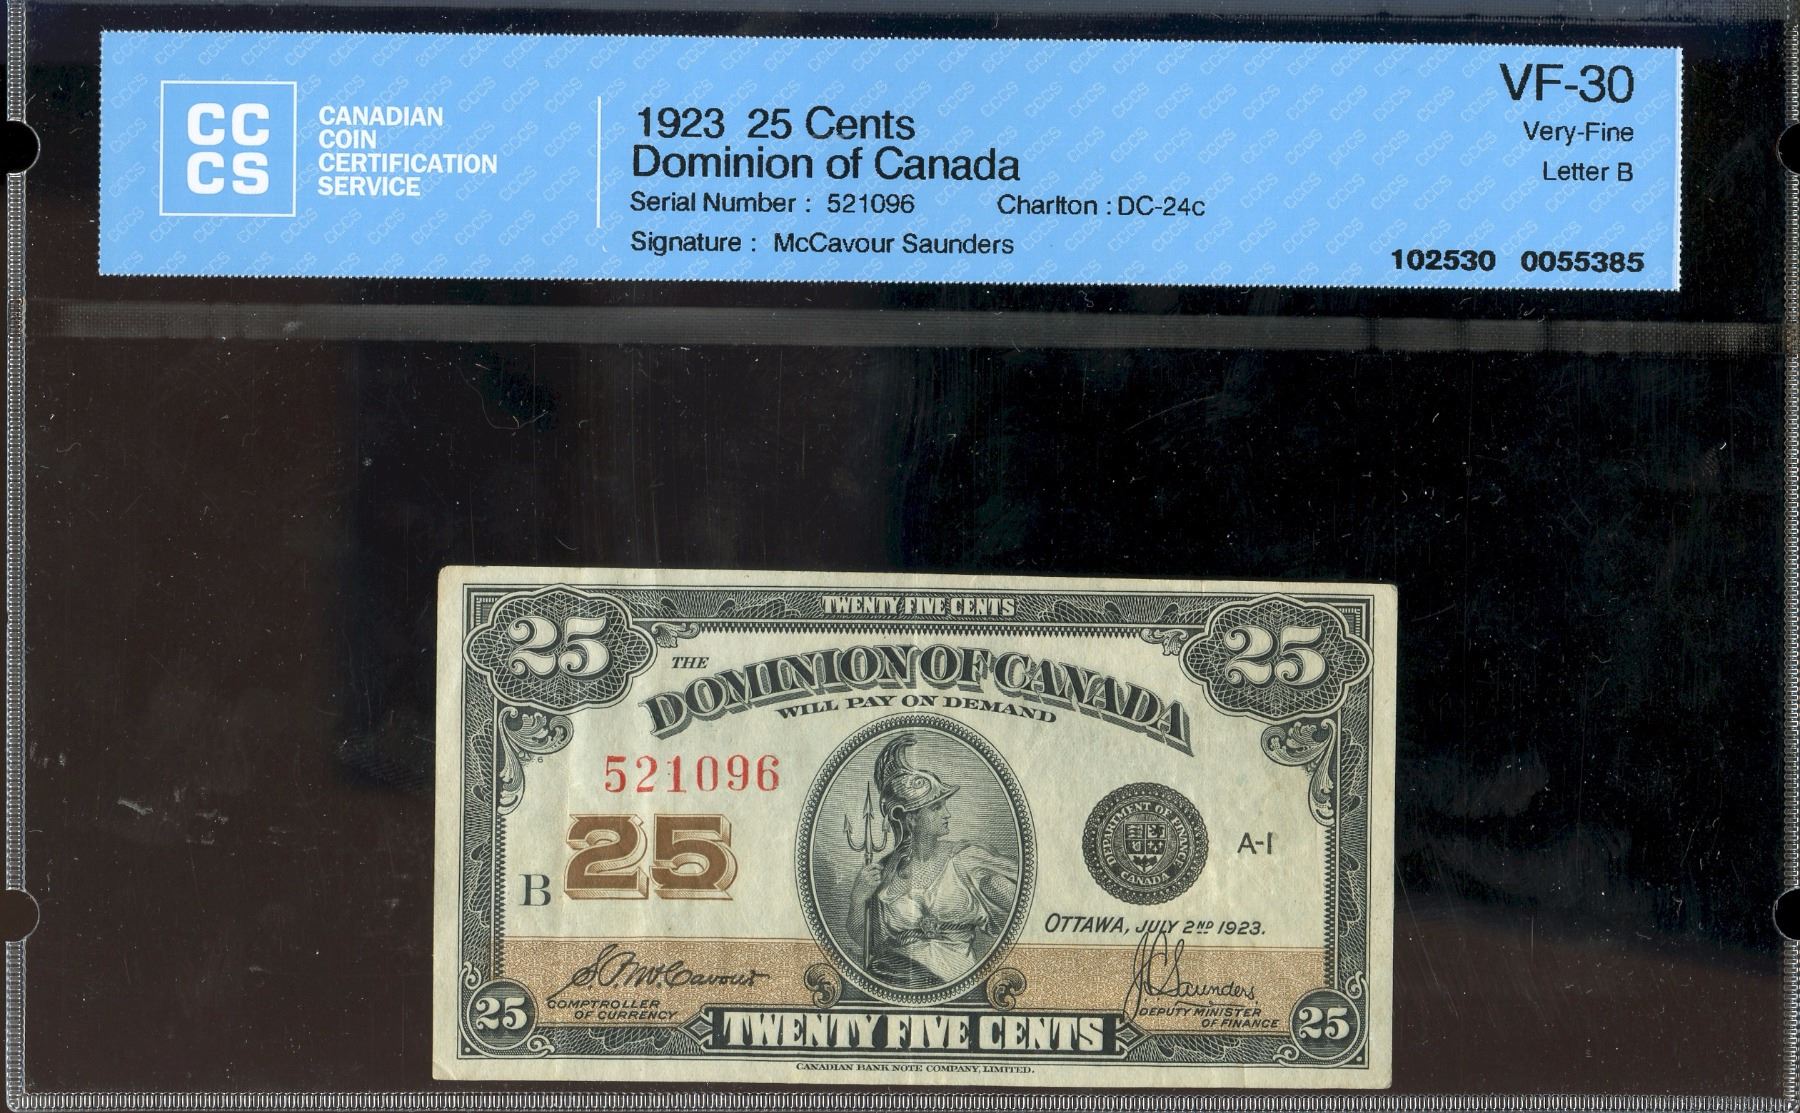 CC
CS
CANADIAN
COIN
CERTIFICATION
SERVICE
1923 25 Cents
Dominion of Canada
Serial Number : 521096 Charlton : DC-24c
Signature : McCavour Saunders
VF-30
Very-Fine
Letter B
102530 0055385
TWENTY FIVE CENTS
25
25
THE
DOMINION OF CANADA
WILL PAY ON DEMAND
521096
25
B
DEPARTMENT OF FINANCE
CANADA
A-1
OTTAWA, JULY 2ND 1923.
S.P. McCavour
COMPTROLLER
OF CURRENCY
J C Saunders
DEPUTY MINISTER
OF FINANCE
25
TWENTY FIVE CENTS
25
CANADIAN BANK NOTE COMPANY, LIMITED.